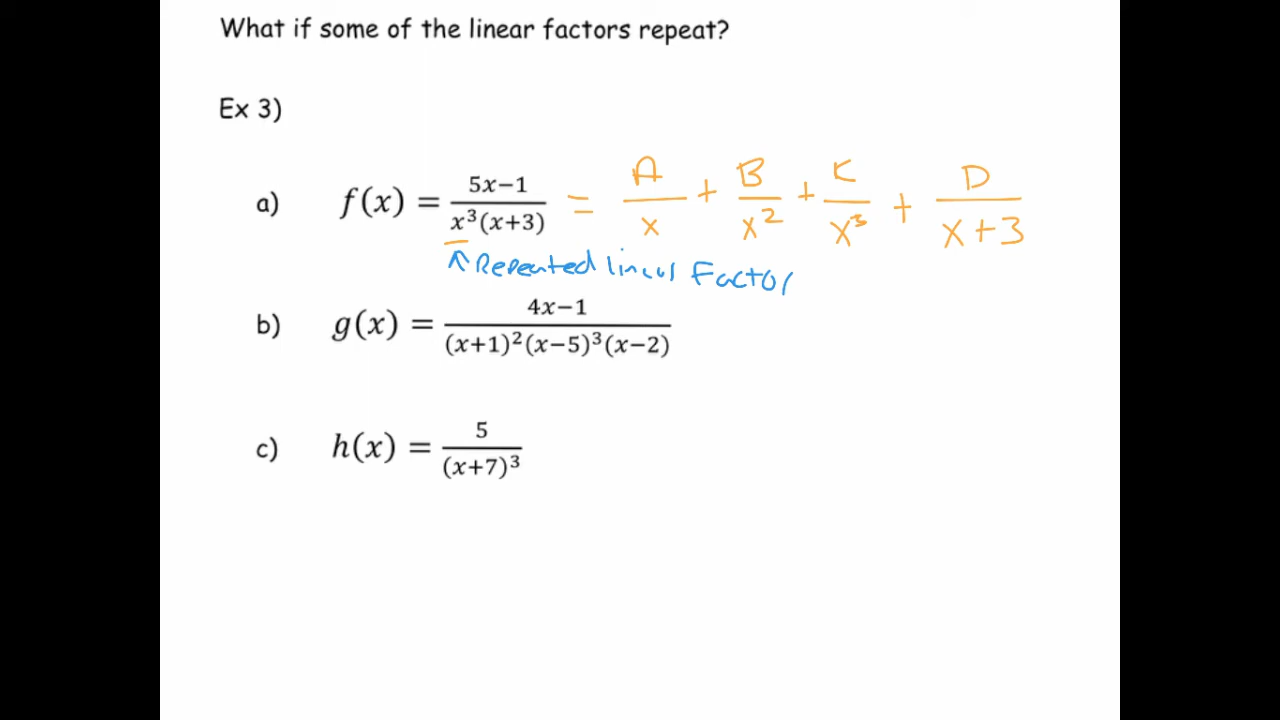 What if some of the linear factors repeat?
Ex 3)
a) f(x) = 5x−1 / x³(x+3) = A/x + B/x² + C/x³ + D/x+3
↑ Repeated linear Factor
b) g(x) = 4x−1 / (x+1)²(x−5)³(x−2)
c) h(x) = 5 / (x+7)³